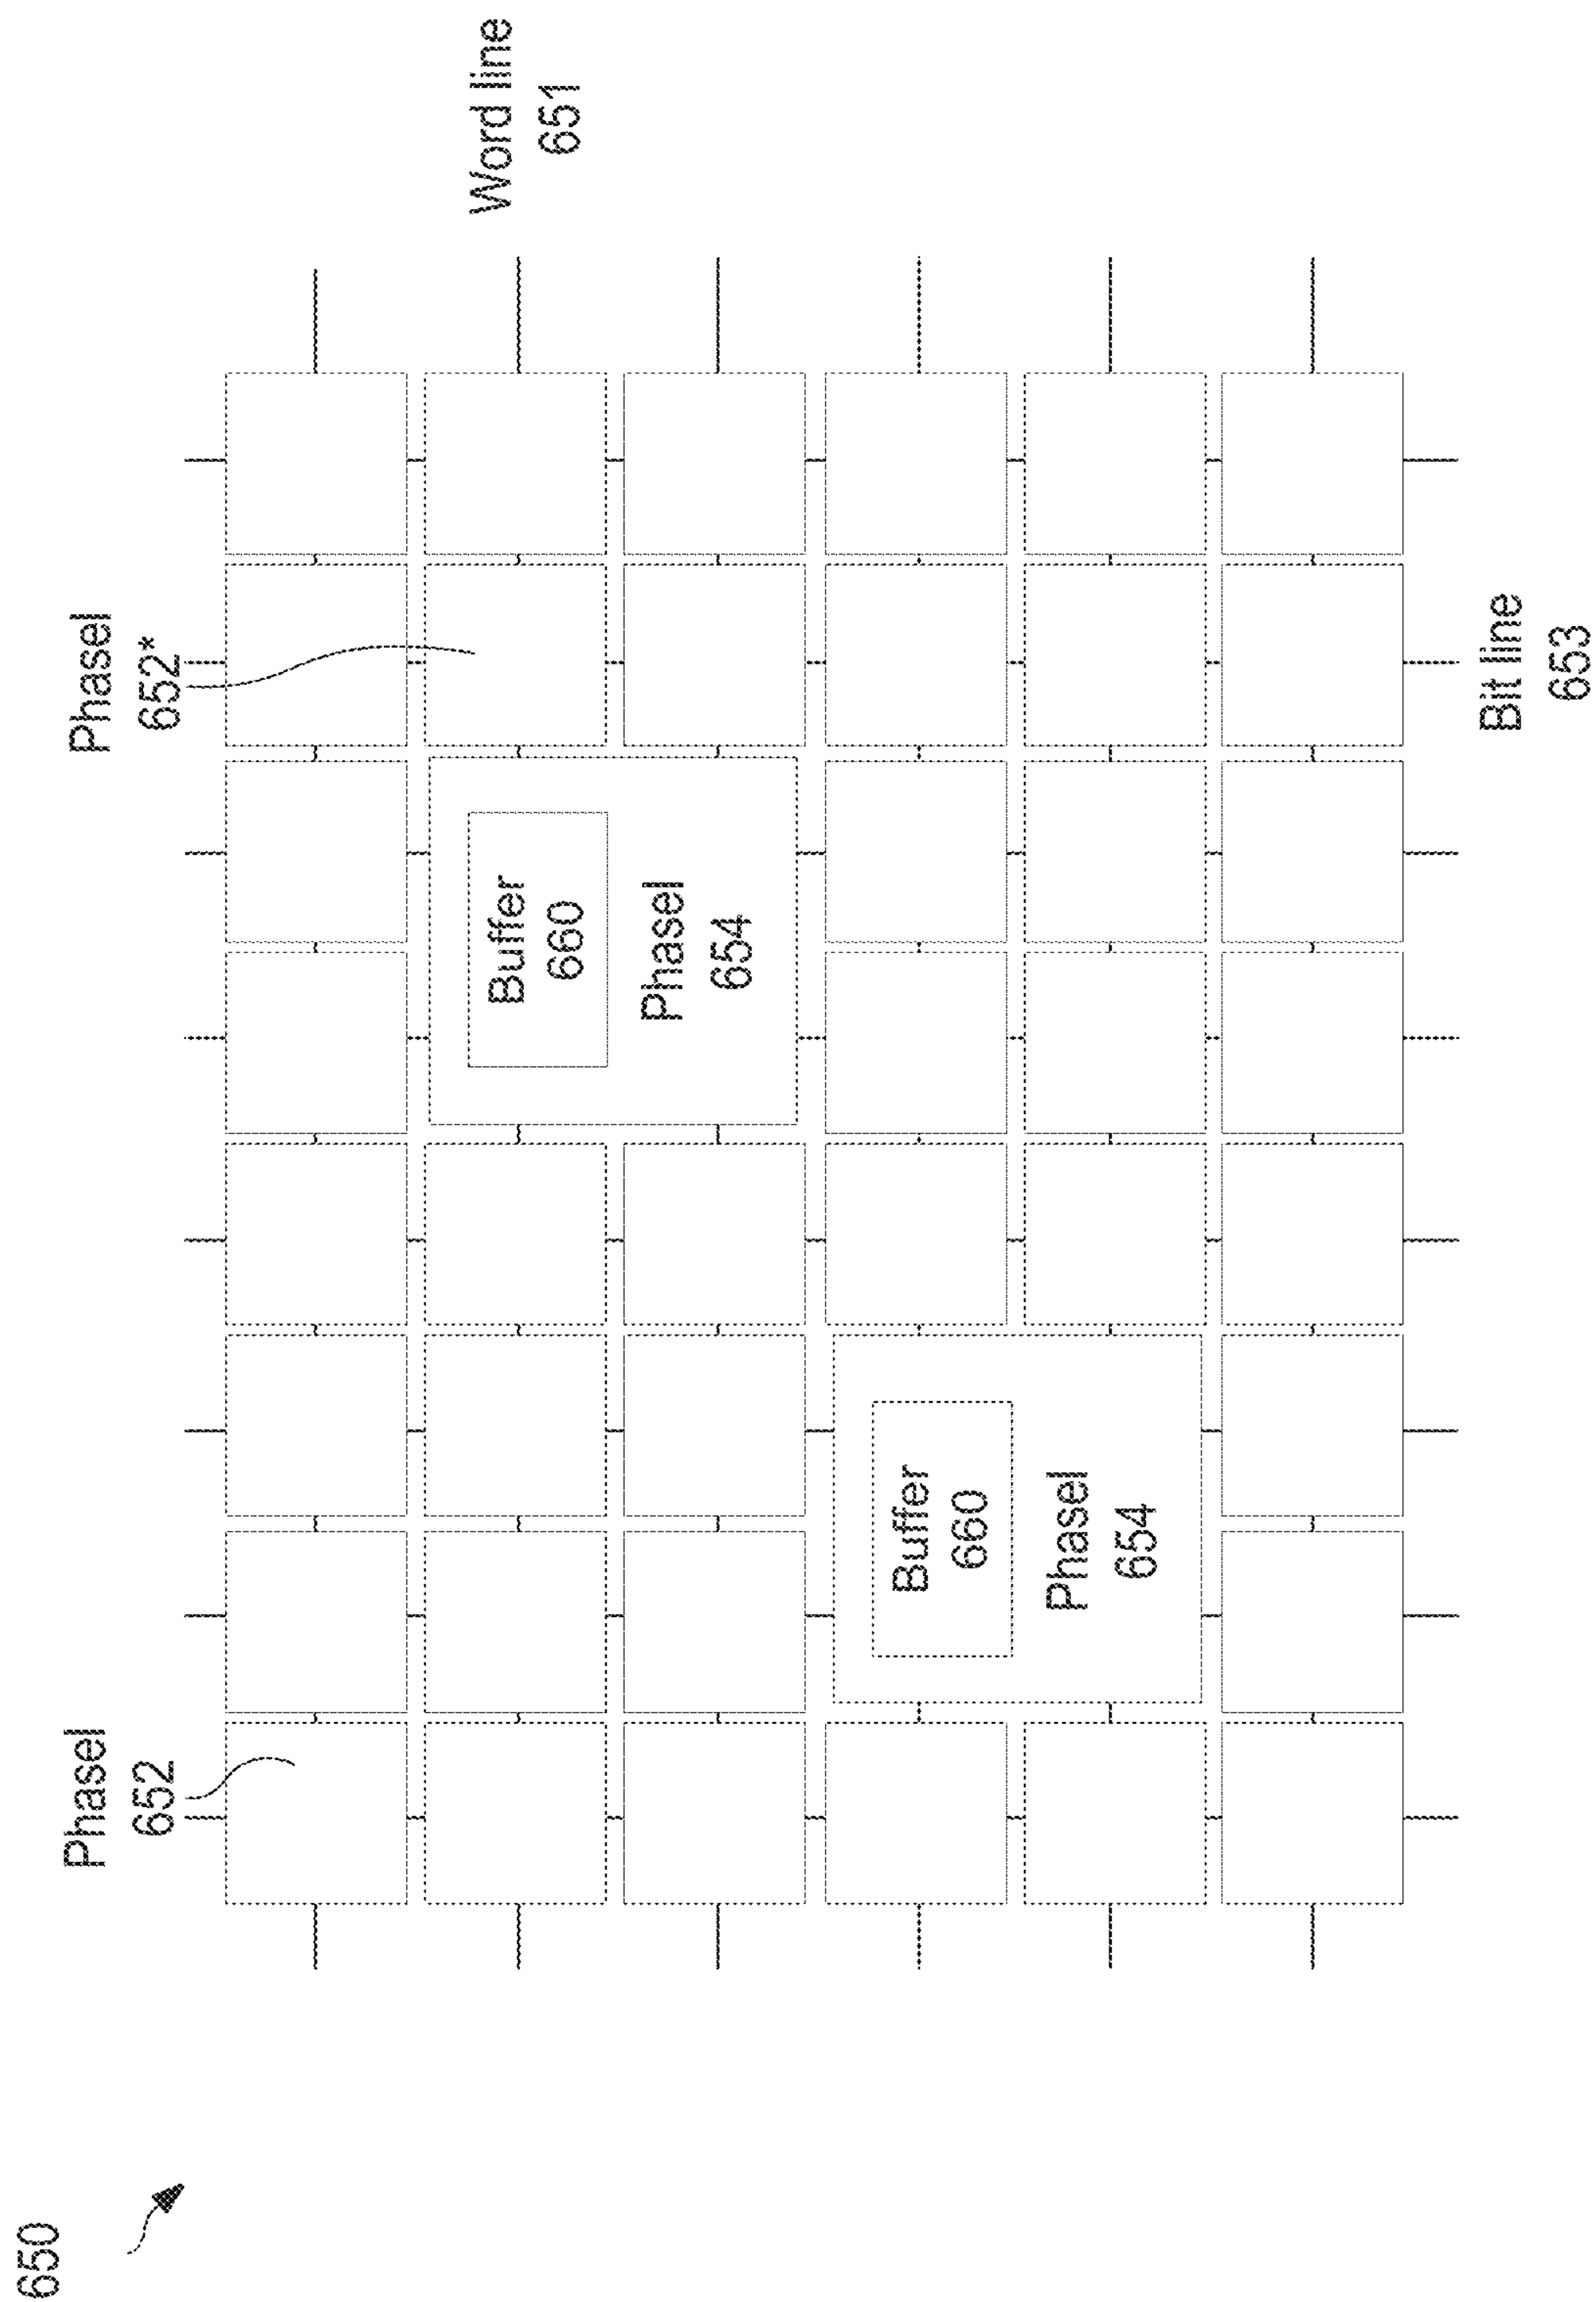 650
Phasel
652
Phasel
652*
Word line
651
Buffer
660
Phasel
654
Buffer
660
Phasel
654
Bit line
653